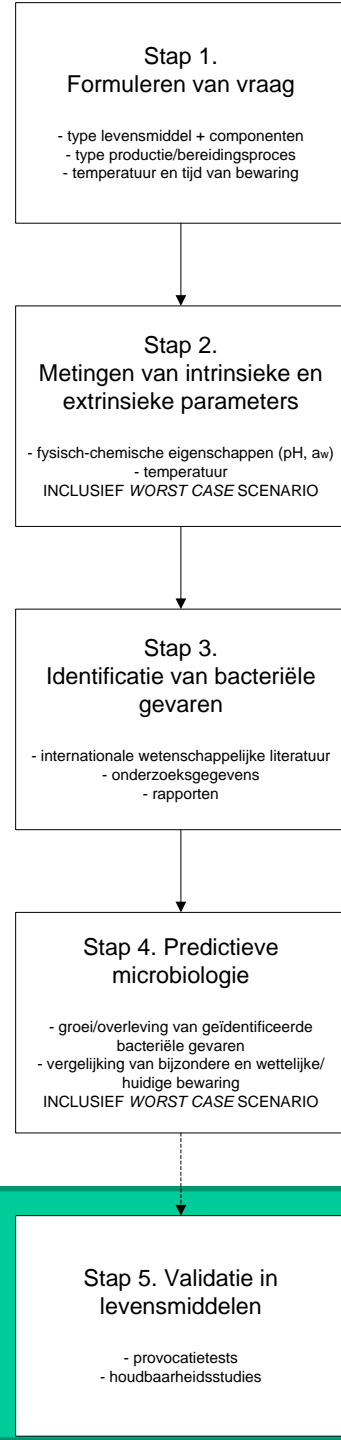 Stap 1.
Formuleren van vraag
- type levensmiddel + componenten
- type productie/bereidingsproces
- temperatuur en tijd van bewaring
Stap 2.
Metingen van intrinsieke en
extrinsieke parameters
- fysisch-chemische eigenschappen (pH, aw)
- temperatuur
INCLUSIEF WORST CASE SCENARIO
Stap 3.
Identificatie van bacteriële
gevaren
- internationale wetenschappelijke literatuur
- onderzoeksgegevens
- rapporten
Stap 4. Predictieve
microbiologie
- groei/overleving van geïdentificeerde
bacteriële gevaren
- vergelijking van bijzondere en wettelijke/
huidige bewaring
INCLUSIEF WORST CASE SCENARIO
Stap 5. Validatie in
levensmiddelen
- provocatietests
- houdbaarheidsstudies